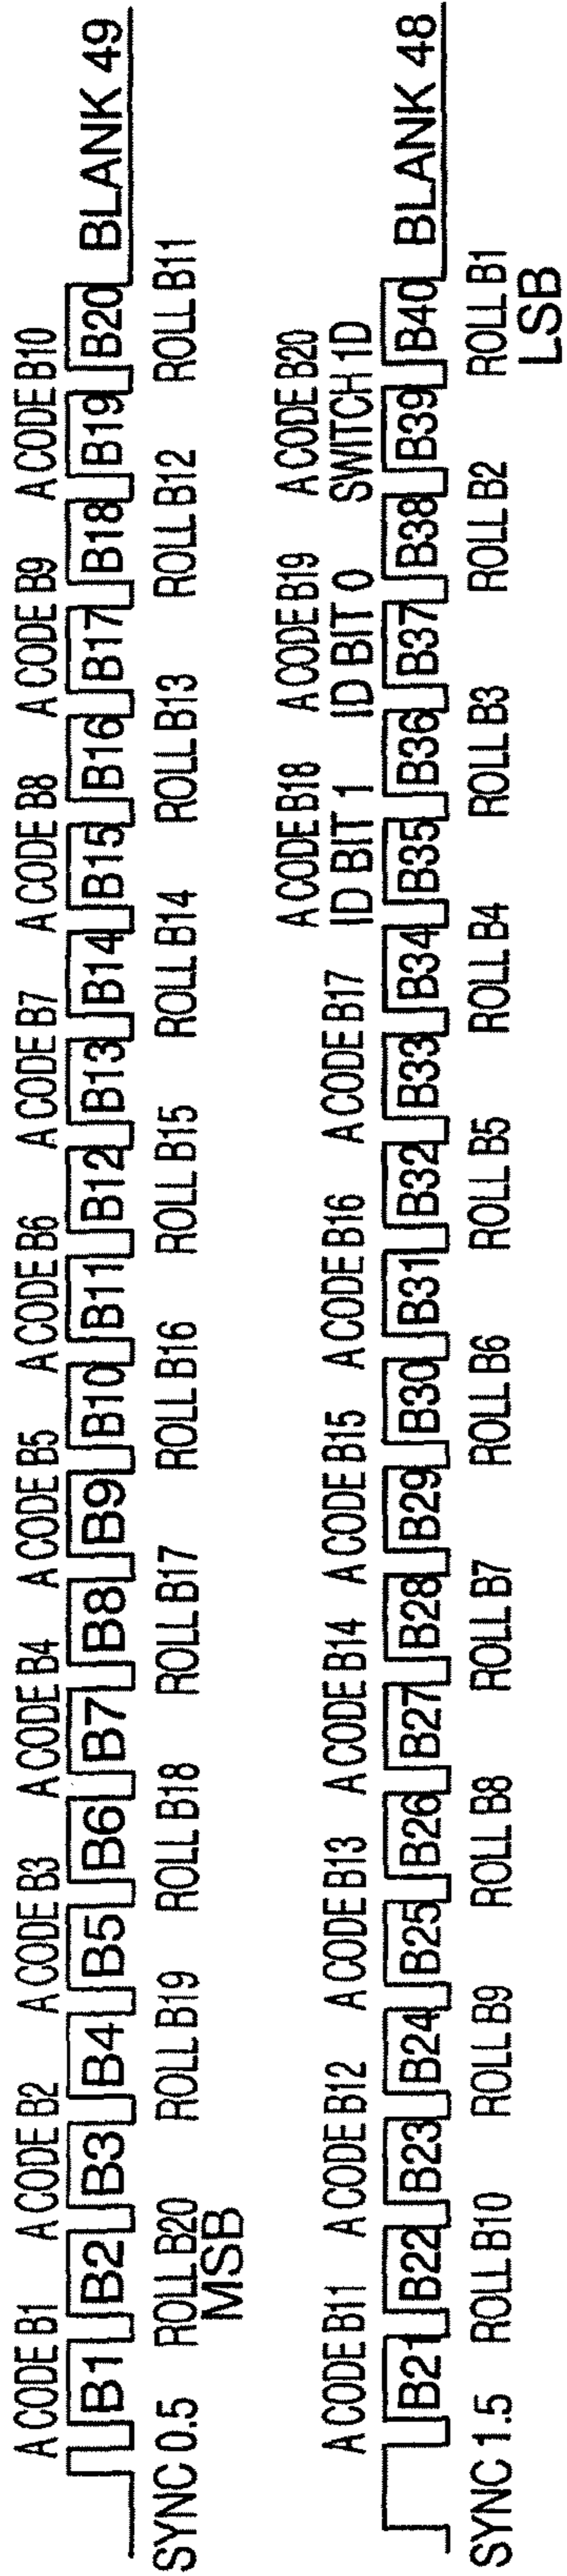 A CODE B1 A CODE B2 A CODE B3 A CODE B4 A CODE B5 A CODE B6 A CODE B7 A CODE B8 A CODE B9 A CODE B10
B1 B2 B3 B4 B5 B6 B7 B8 B9 B10 B11 B12 B13 B14 B15 B16 B17 B18 B19 B20 BLANK 49
SYNC 0.5 ROLL B20 ROLL B19 ROLL B18 ROLL B17 ROLL B16 ROLL B15 ROLL B14 ROLL B13 ROLL B12 ROLL B11
MSB
A CODE B18 A CODE B19 A CODE B20
A CODE B11 A CODE B12 A CODE B13 A CODE B14 A CODE B15 A CODE B16 A CODE B17 ID BIT 1 ID BIT 0 SWITCH 1D
B21 B22 B23 B24 B25 B26 B27 B28 B29 B30 B31 B32 B33 B34 B35 B36 B37 B38 B39 B40 BLANK 48
SYNC 1.5 ROLL B10 ROLL B9 ROLL B8 ROLL B7 ROLL B6 ROLL B5 ROLL B4 ROLL B3 ROLL B2 ROLL B1
LSB